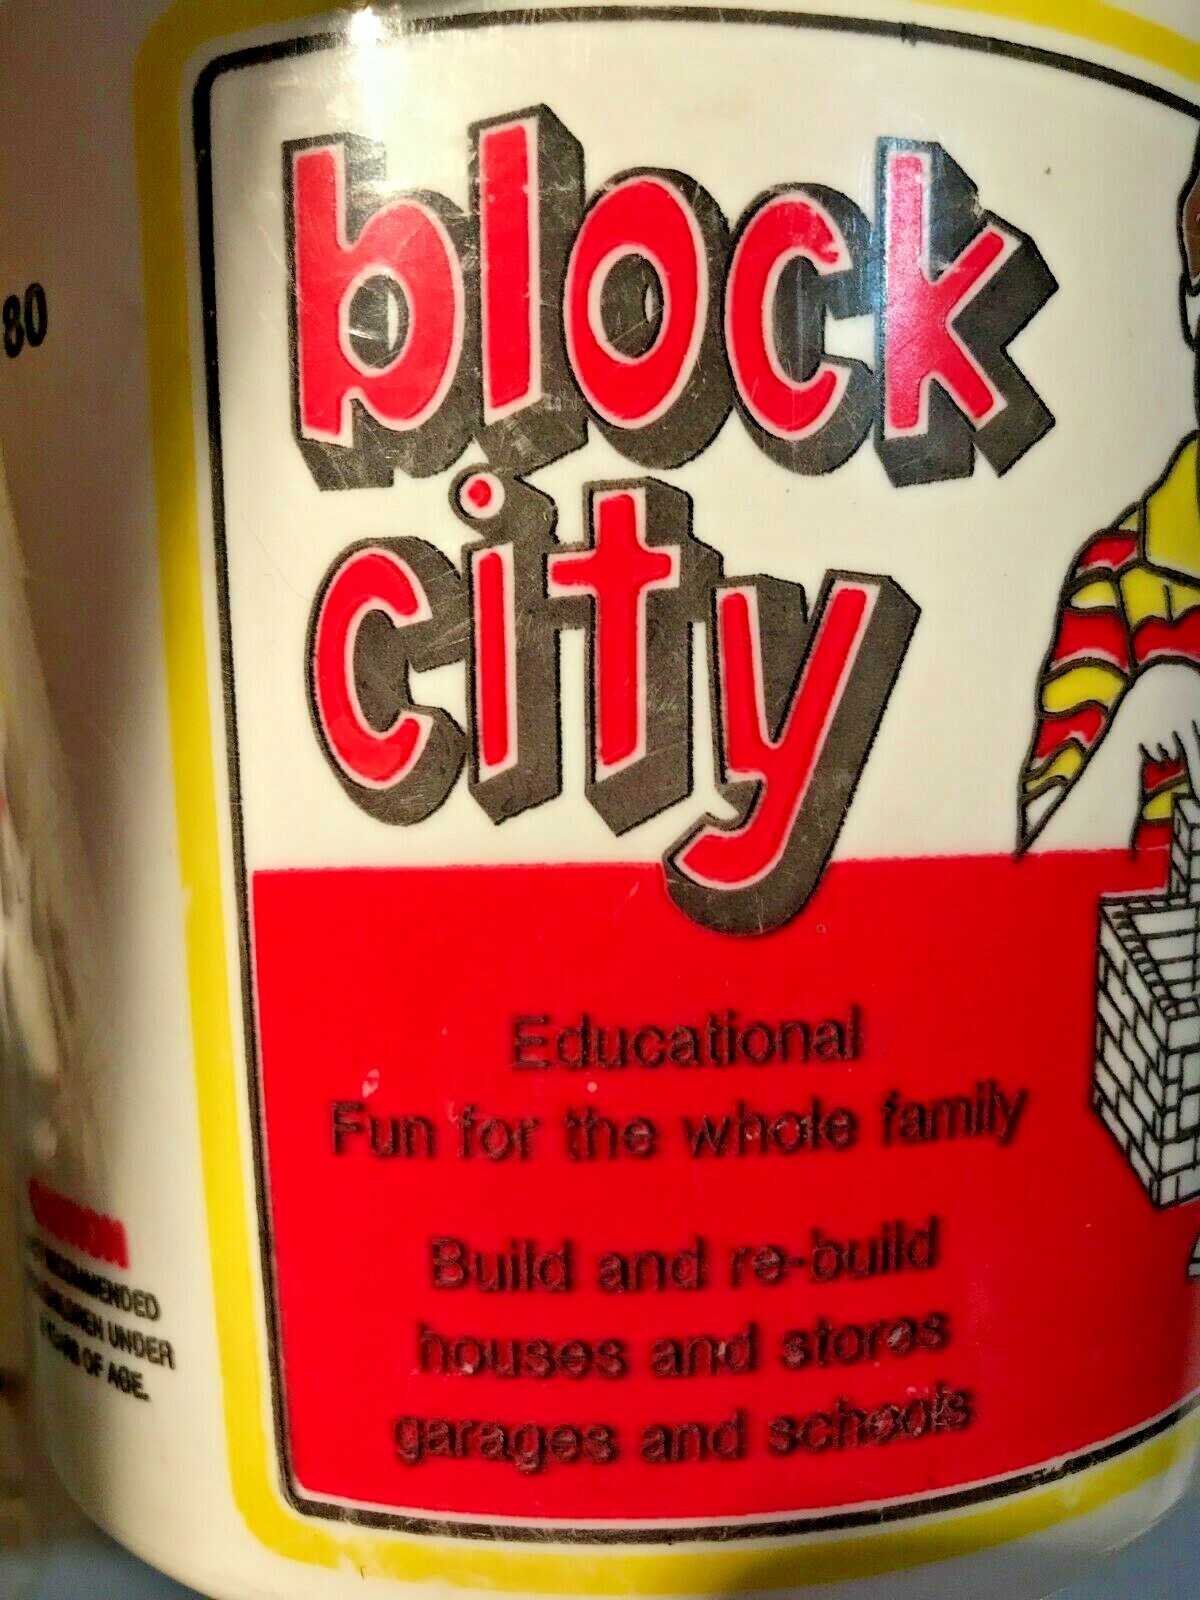 block
city
Educational
Fun for the whole family
Build and re-build
houses and stores
garages and schools
80
CAUTION
RECOMMENDED
CHILDREN UNDER
OF AGE.